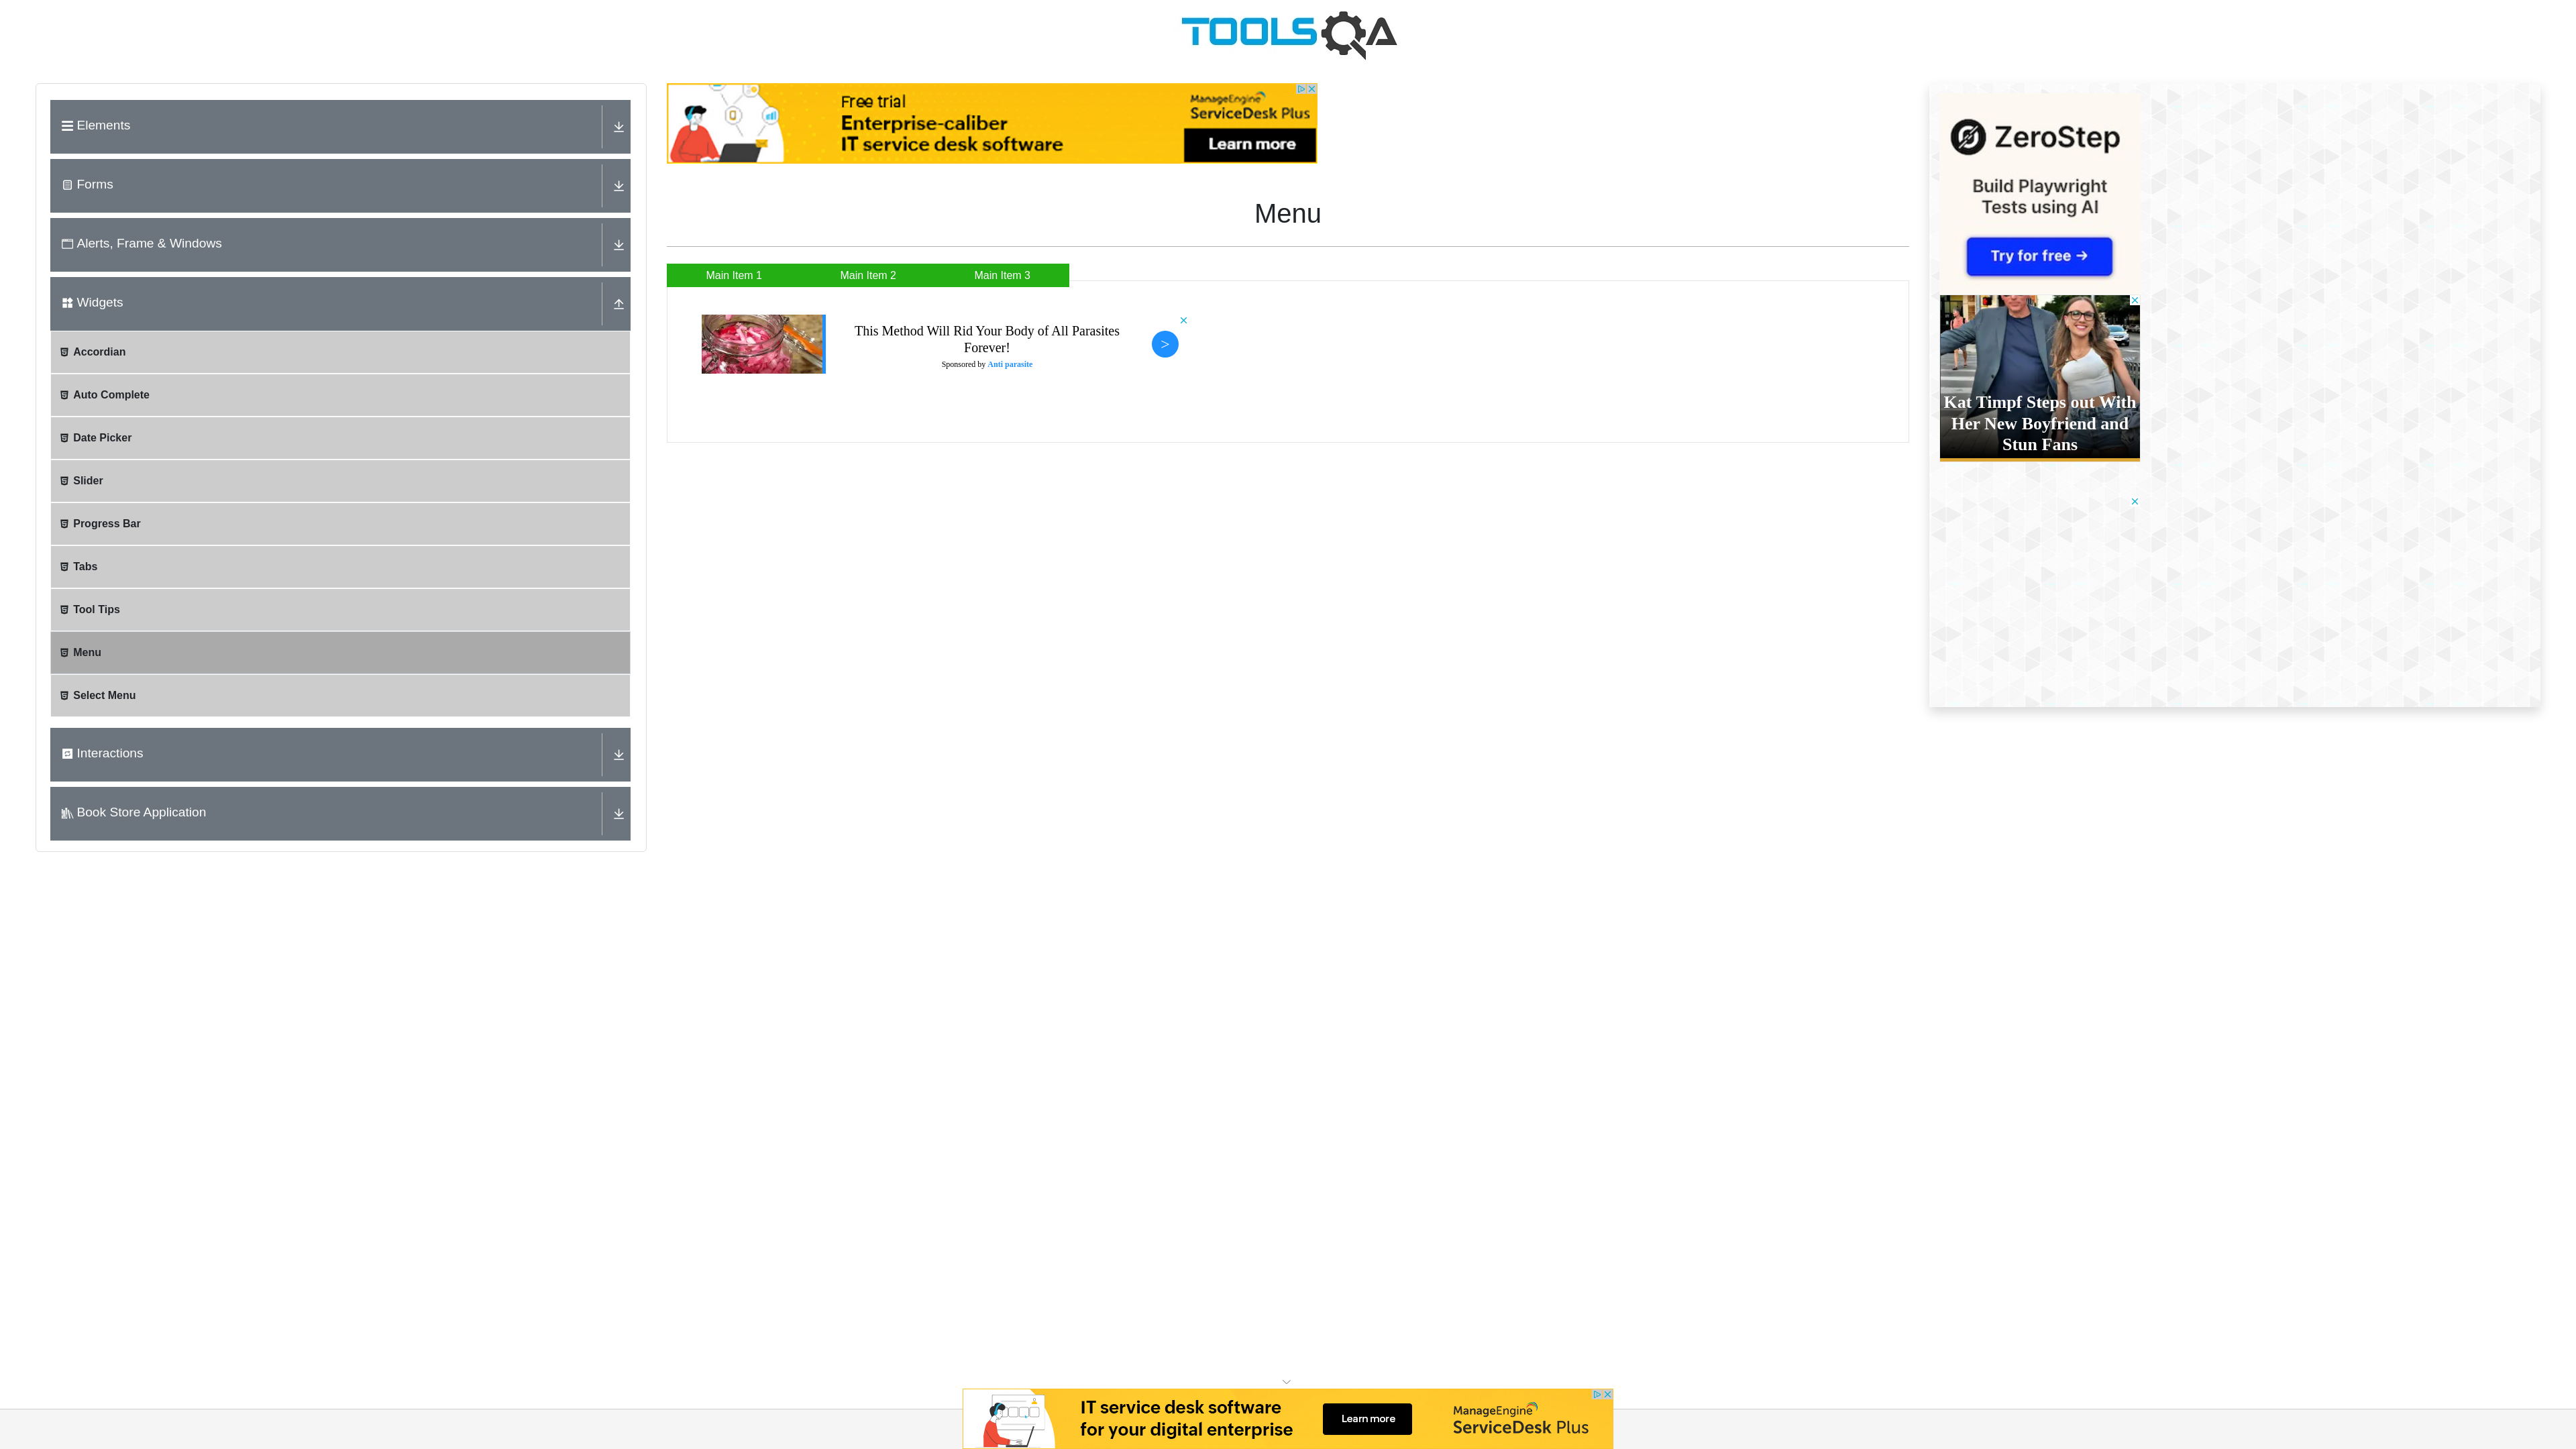 TOOLSQA
Elements
Forms
Alerts, Frame & Windows
Widgets
Accordian
Auto Complete
Date Picker
Slider
Progress Bar
Tabs
Tool Tips
Menu
Select Menu
Interactions
Book Store Application
Free trial
Enterprise-caliber
IT service desk software
ManageEngine
ServiceDesk Plus
Learn more
Menu
Main Item 1
Main Item 2
Main Item 3
This Method Will Rid Your Body of All Parasites
Forever!
Sponsored by Anti parasite
>
ZeroStep
Build Playwright
Tests using AI
Try for free →
Kat Timpf Steps out With
Her New Boyfriend and
Stun Fans
IT service desk software
for your digital enterprise
Learn more
ManageEngine
ServiceDesk Plus